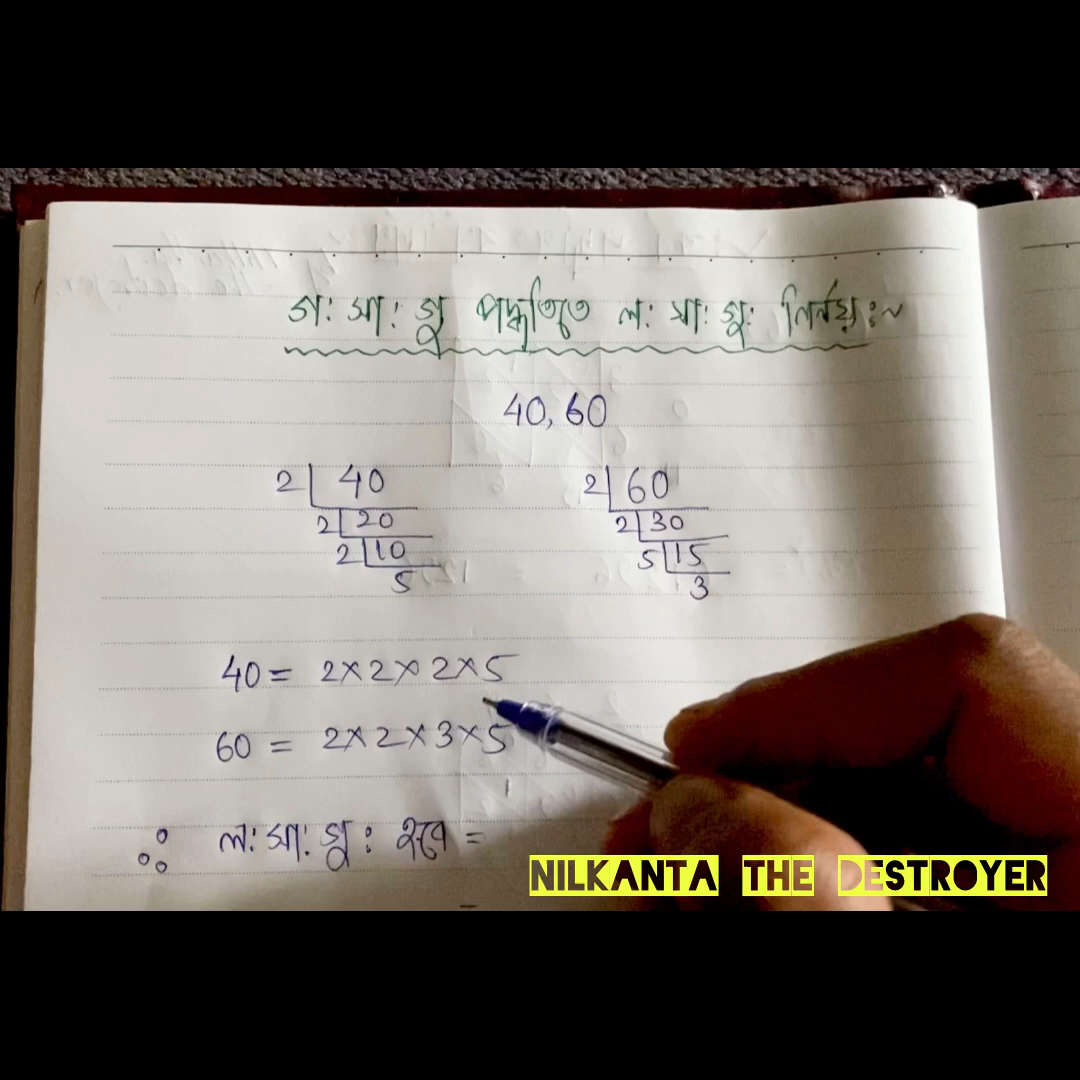 গঃ সাঃ গু পদ্ধতিতে লঃ সাঃ গুঃ নির্নয়ঃ~
40, 60
2 40 2 60
2 20 2 30
2 10 5 15
5 3
40 = 2×2×2×5
60 = 2×2×3×5
∴ লঃ সাঃ গুঃ হবে =
NILKANTA THE DESTROYER